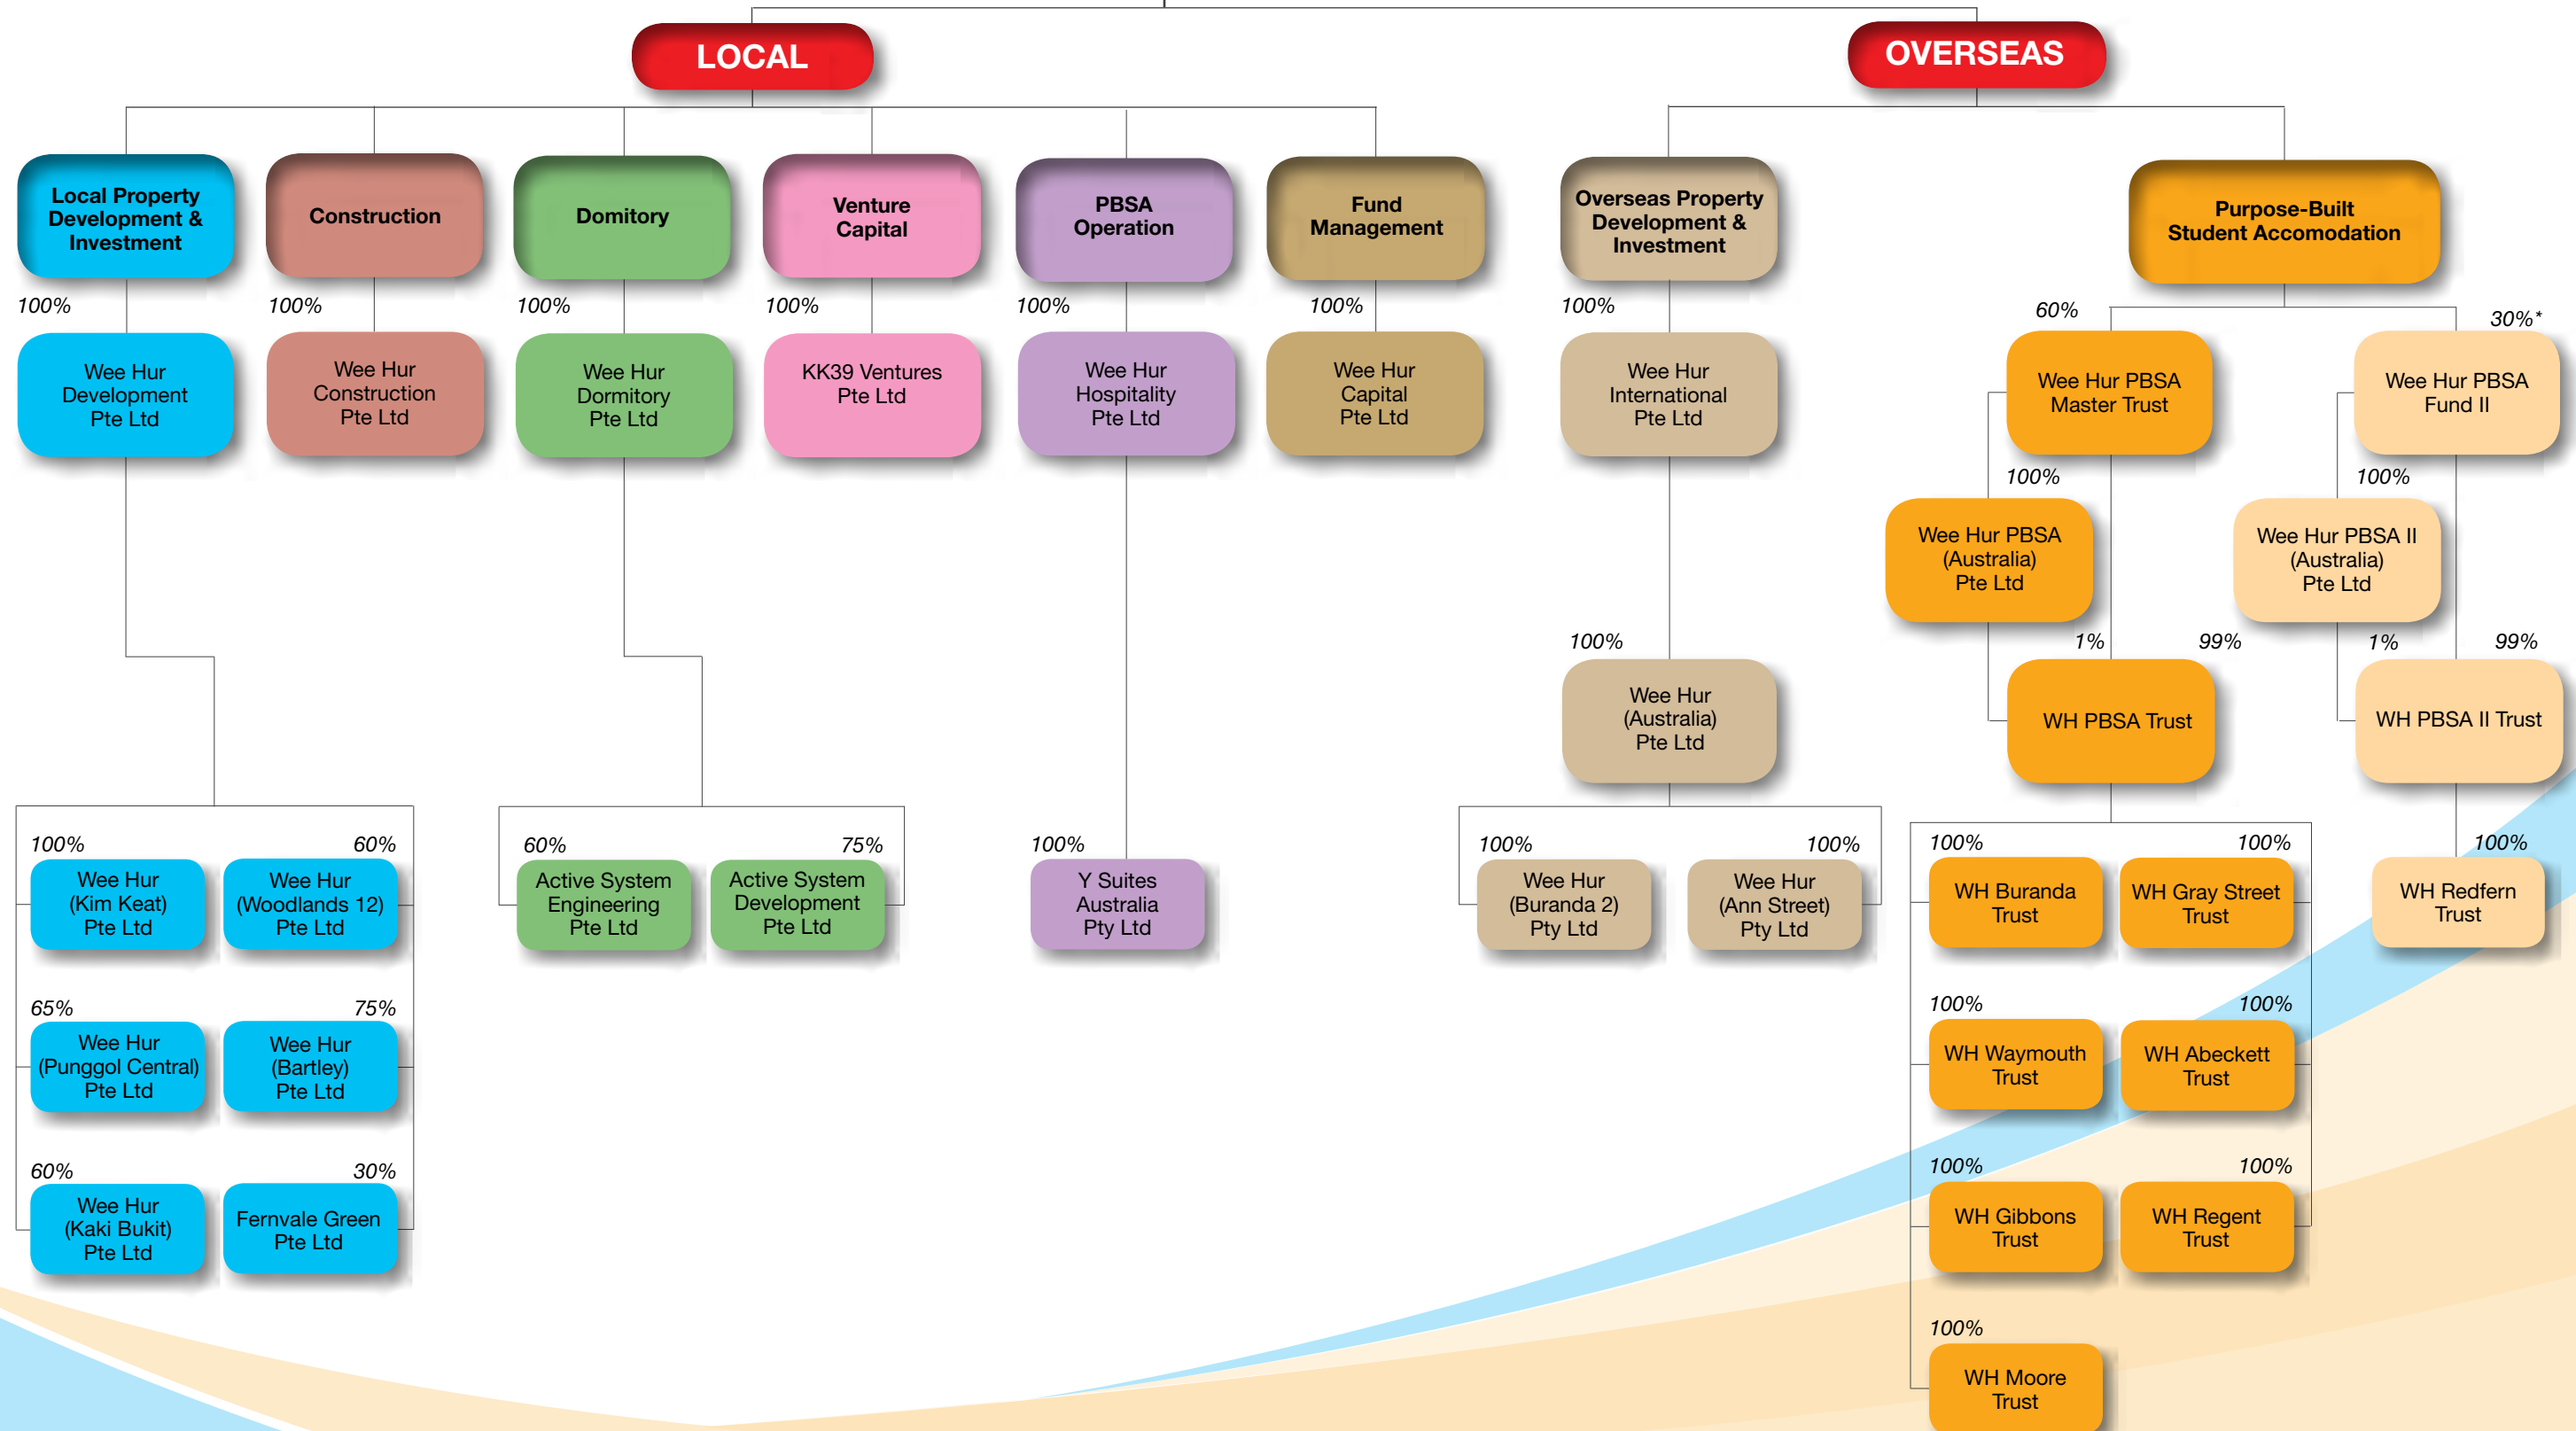 LOCAL
OVERSEAS
Local Property
Development &
Investment
Construction
Domitory
Venture
Capital
PBSA
Operation
Fund
Management
Overseas Property
Development &
Investment
Purpose-Built
Student Accomodation
100%
100%
100%
100%
100%
100%
100%
60%
30%*
Wee Hur
Development
Pte Ltd
Wee Hur
Construction
Pte Ltd
Wee Hur
Dormitory
Pte Ltd
KK39 Ventures
Pte Ltd
Wee Hur
Hospitality
Pte Ltd
Wee Hur
Capital
Pte Ltd
Wee Hur
International
Pte Ltd
Wee Hur PBSA
Master Trust
Wee Hur PBSA
Fund II
100%
100%
Wee Hur PBSA
(Australia)
Pte Ltd
Wee Hur PBSA II
(Australia)
Pte Ltd
100%
1%
99%
1%
99%
Wee Hur
(Australia)
Pte Ltd
WH PBSA Trust
WH PBSA II Trust
100%
60%
60%
75%
100%
100%
100%
100%
100%
100%
Wee Hur
(Kim Keat)
Pte Ltd
Wee Hur
(Woodlands 12)
Pte Ltd
Active System
Engineering
Pte Ltd
Active System
Development
Pte Ltd
Y Suites
Australia
Pty Ltd
Wee Hur
(Buranda 2)
Pty Ltd
Wee Hur
(Ann Street)
Pty Ltd
WH Buranda
Trust
WH Gray Street
Trust
WH Redfern
Trust
65%
75%
100%
100%
Wee Hur
(Punggol Central)
Pte Ltd
Wee Hur
(Bartley)
Pte Ltd
WH Waymouth
Trust
WH Abeckett
Trust
60%
30%
100%
100%
Wee Hur
(Kaki Bukit)
Pte Ltd
Fernvale Green
Pte Ltd
WH Gibbons
Trust
WH Regent
Trust
100%
WH Moore
Trust